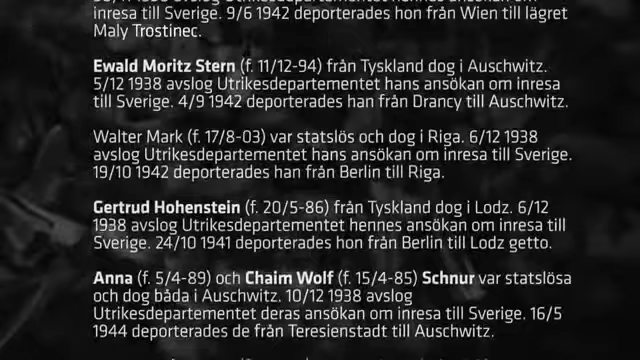 inresa till Sverige. 9/6 1942 deporterades hon från Wien till lägret
Maly Trostinec.
Ewald Moritz Stern (f. 11/12-94) från Tyskland dog i Auschwitz.
5/12 1938 avslog Utrikesdepartementet hans ansökan om inresa
till Sverige. 4/9 1942 deporterades han från Drancy till Auschwitz.
Walter Mark (f. 17/8-03) var statslös och dog i Riga. 6/12 1938
avslog Utrikesdepartementet hans ansökan om inresa till Sverige.
19/10 1942 deporterades han från Berlin till Riga.
Gertrud Hohenstein (f. 20/5-86) från Tyskland dog i Lodz. 6/12
1938 avslog Utrikesdepartementet hennes ansökan om inresa till
Sverige. 24/10 1941 deporterades hon från Berlin till Lodz getto.
Anna (f. 5/4-89) och Chaim Wolf (f. 15/4-85) Schnur var statslösa
och dog båda i Auschwitz. 10/12 1938 avslog
Utrikesdepartementet deras ansökan om inresa till Sverige. 16/5
1944 deporterades de från Teresienstadt till Auschwitz.